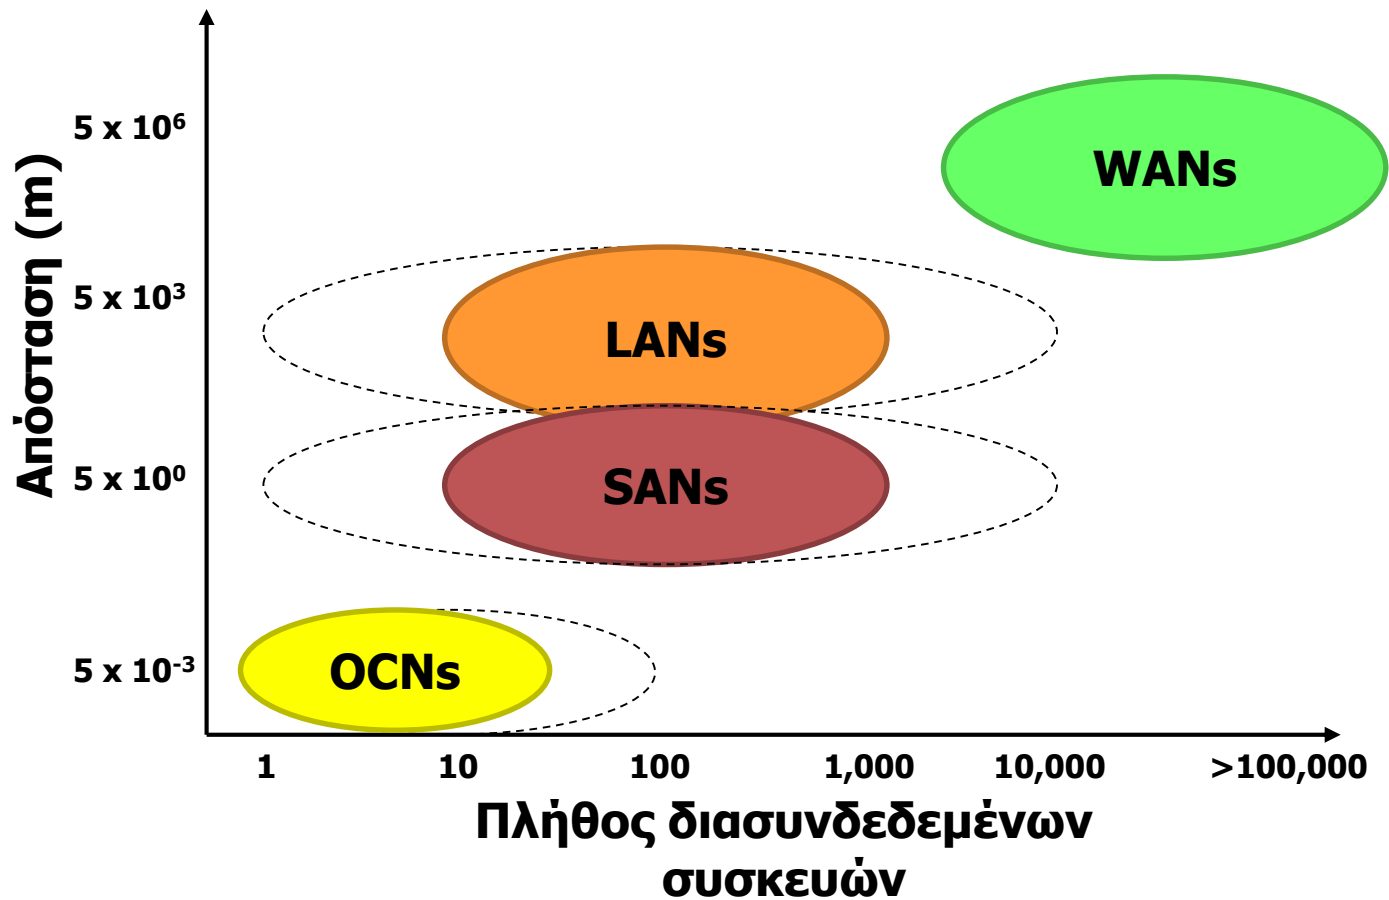 Απόσταση (m)
5 x 10⁶
5 x 10³
5 x 10⁰
5 x 10⁻³
WANs
LANs
SANs
OCNs
1 10 100 1,000 10,000 >100,000
Πλήθος διασυνδεδεμένων
συσκευών